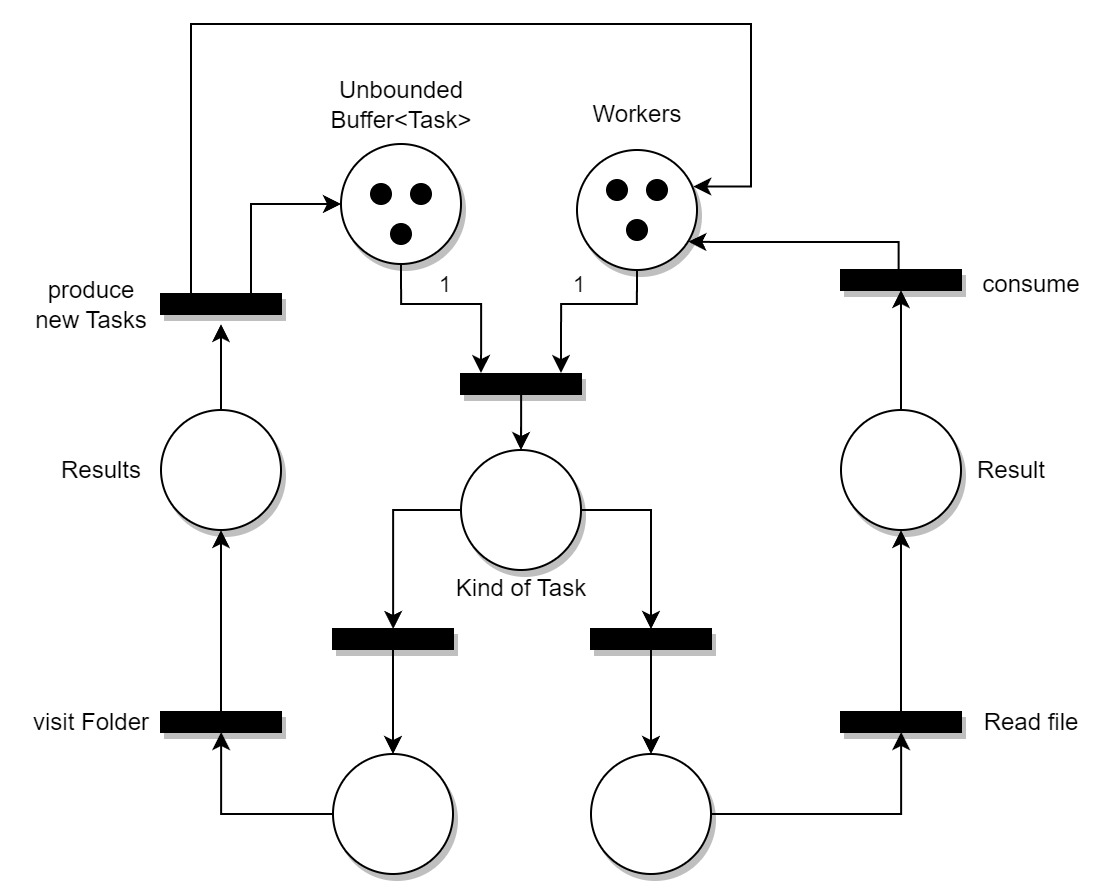 Unbounded
Buffer<Task>
Workers
1
1
produce
new Tasks
consume
Results
Result
Kind of Task
visit Folder
Read file